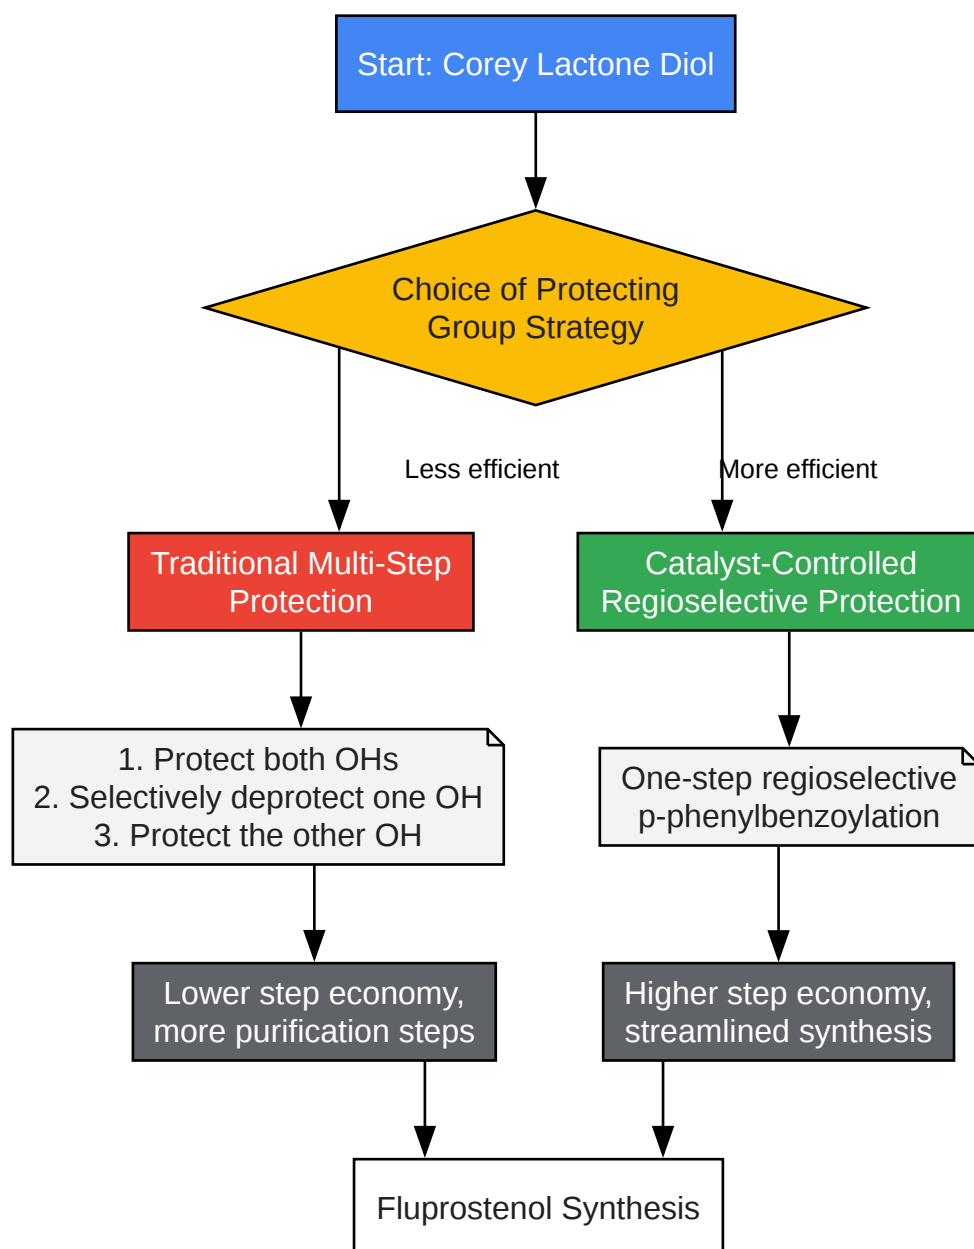 Start: Corey Lactone Diol
Choice of Protecting
Group Strategy
Less efficient
More efficient
Traditional Multi-Step
Protection
Catalyst-Controlled
Regioselective Protection
1. Protect both OHs
2. Selectively deprotect one OH
3. Protect the other OH
One-step regioselective
p-phenylbenzoylation
Lower step economy,
more purification steps
Higher step economy,
streamlined synthesis
Fluprostenol Synthesis